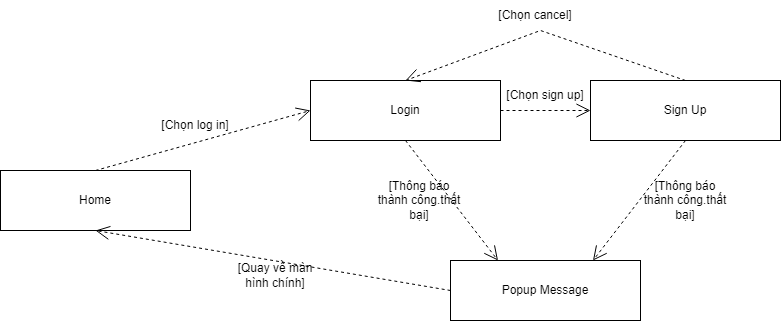 [Chọn cancel]
[Chọn sign up]
Login
Sign Up
[Chọn log in]
Home
[Thông báo
thành công.thất
bại]
[Thông báo
thành công.thất
bại]
[Quay về màn
hình chính]
Popup Message